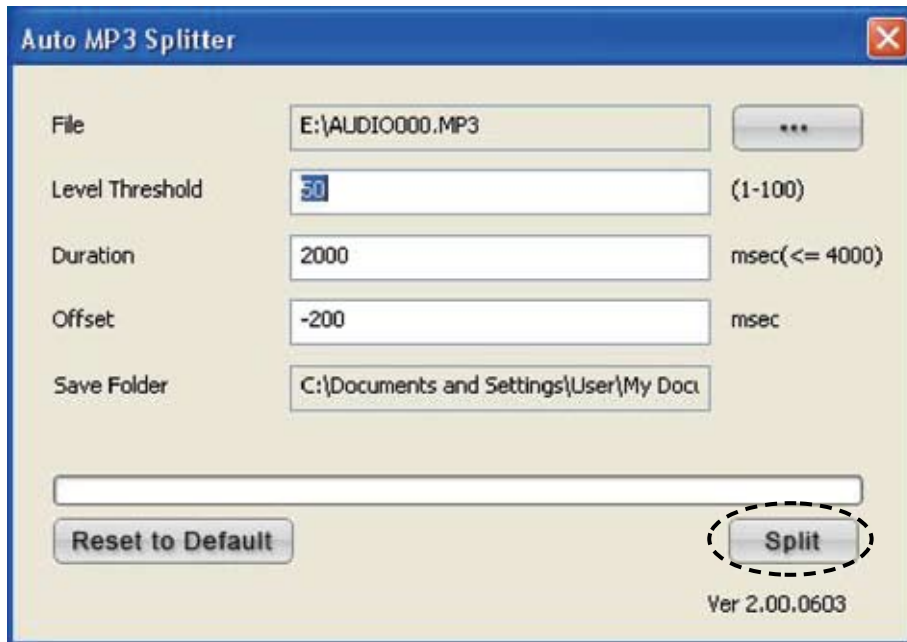 Auto MP3 Splitter
File E:\AUDIO000.MP3 ...
Level Threshold 50 (1-100)
Duration 2000 msec(<= 4000)
Offset -200 msec
Save Folder C:\Documents and Settings\User\My Docu
Reset to Default Split
Ver 2.00.0603